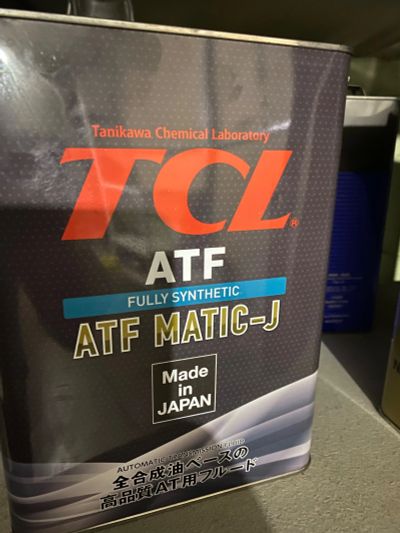 Tanikawa Chemical Laboratory
TCL®
ATF
FULLY SYNTHETIC
ATF MATIC-J
Made
in
JAPAN
AUTOMATIC TRANSMISSION FLUID
全合成油ベースの
高品質AT用フルード